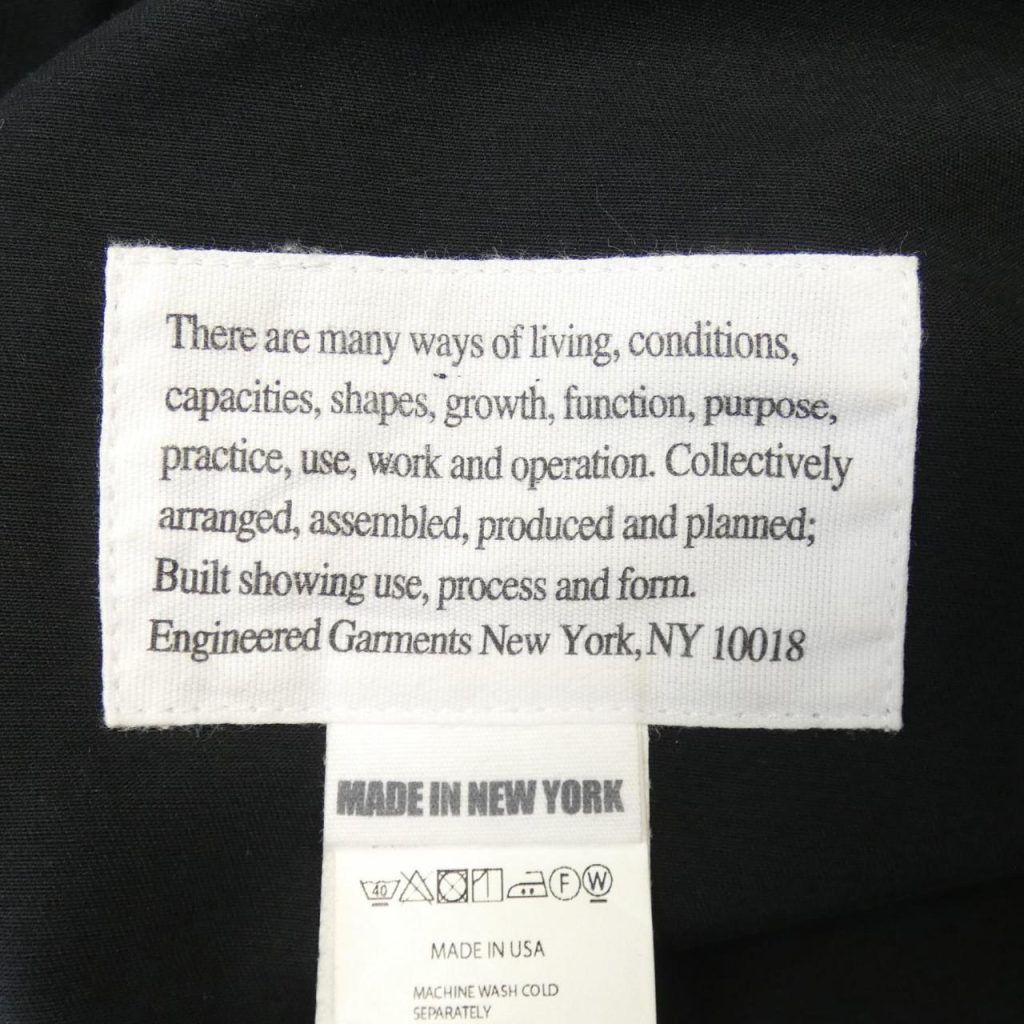 There are many ways of living, conditions,
capacities, shapes, growth, function, purpose,
practice, use, work and operation. Collectively
arranged, assembled, produced and planned;
Built showing use, process and form.
Engineered Garments New York, NY 10018
MADE IN NEW YORK
40 F W
MADE IN USA
MACHINE WASH COLD
SEPARATELY